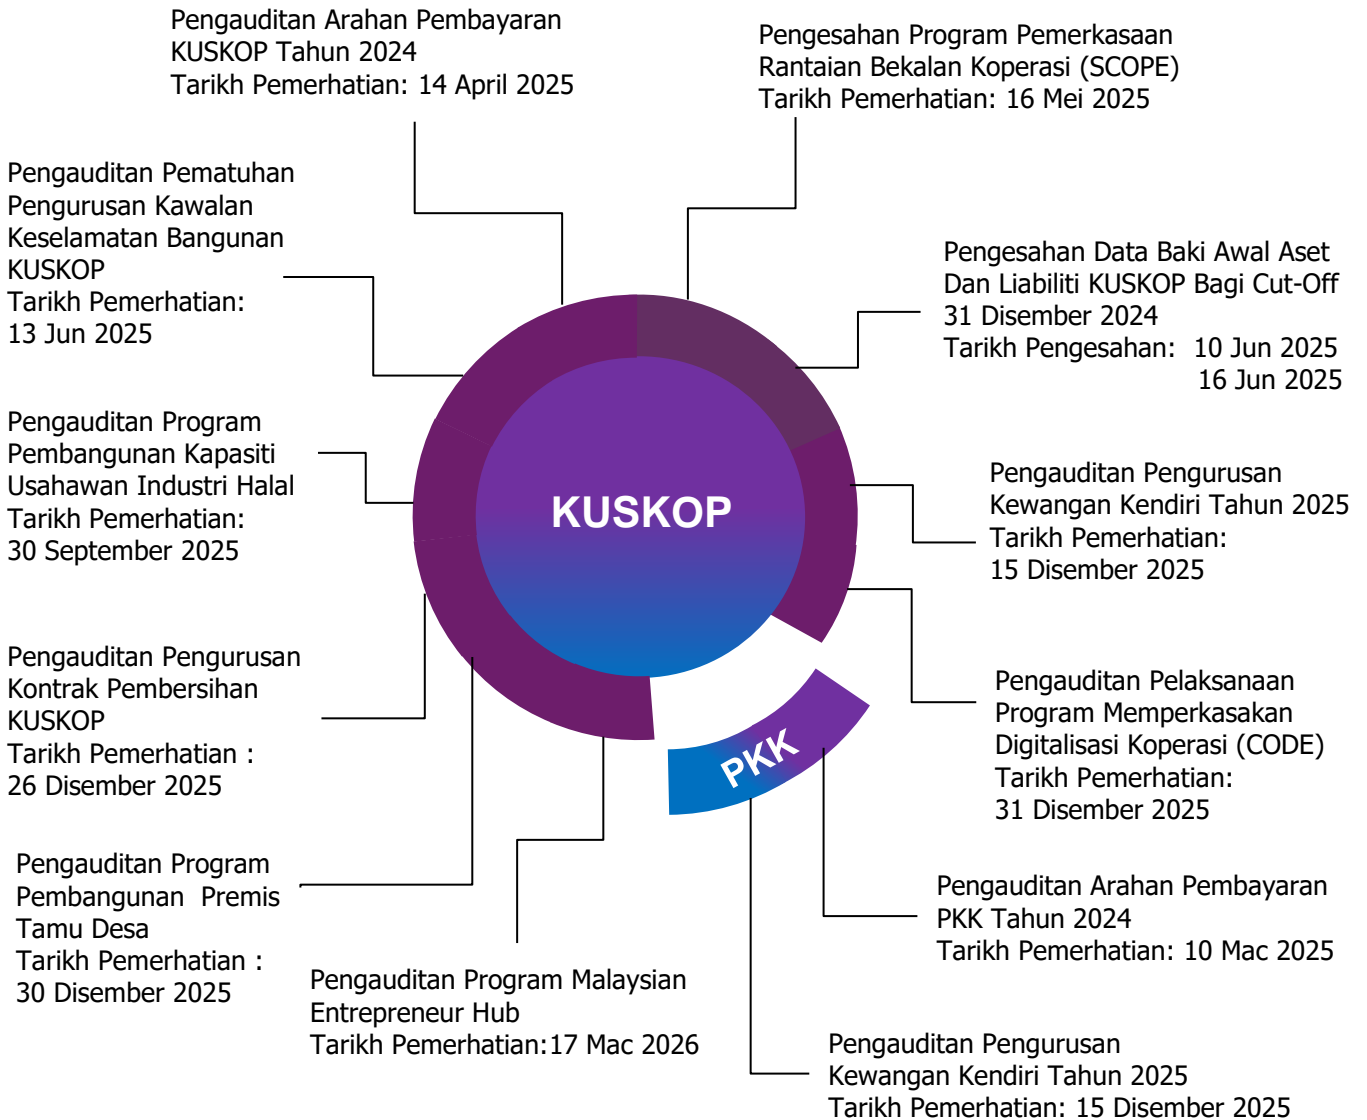 Pengauditan Arahan Pembayaran
KUSKOP Tahun 2024
Tarikh Pemerhatian: 14 April 2025
Pengesahan Program Pemerkasaan
Rantaian Bekalan Koperasi (SCOPE)
Tarikh Pemerhatian: 16 Mei 2025
Pengauditan Pematuhan
Pengurusan Kawalan
Keselamatan Bangunan
KUSKOP
Tarikh Pemerhatian:
13 Jun 2025
Pengesahan Data Baki Awal Aset
Dan Liabiliti KUSKOP Bagi Cut-Off
31 Disember 2024
Tarikh Pengesahan: 10 Jun 2025
16 Jun 2025
Pengauditan Program
Pembangunan Kapasiti
Usahawan Industri Halal
Tarikh Pemerhatian:
30 September 2025
KUSKOP
Pengauditan Pengurusan
Kewangan Kendiri Tahun 2025
Tarikh Pemerhatian:
15 Disember 2025
Pengauditan Pengurusan
Kontrak Pembersihan
KUSKOP
Tarikh Pemerhatian :
26 Disember 2025
Pengauditan Pelaksanaan
Program Memperkasakan
Digitalisasi Koperasi (CODE)
Tarikh Pemerhatian:
31 Disember 2025
PKK
Pengauditan Program
Pembangunan Premis
Tamu Desa
Tarikh Pemerhatian :
30 Disember 2025
Pengauditan Arahan Pembayaran
PKK Tahun 2024
Tarikh Pemerhatian: 10 Mac 2025
Pengauditan Program Malaysian
Entrepreneur Hub
Tarikh Pemerhatian:17 Mac 2026
Pengauditan Pengurusan
Kewangan Kendiri Tahun 2025
Tarikh Pemerhatian: 15 Disember 2025